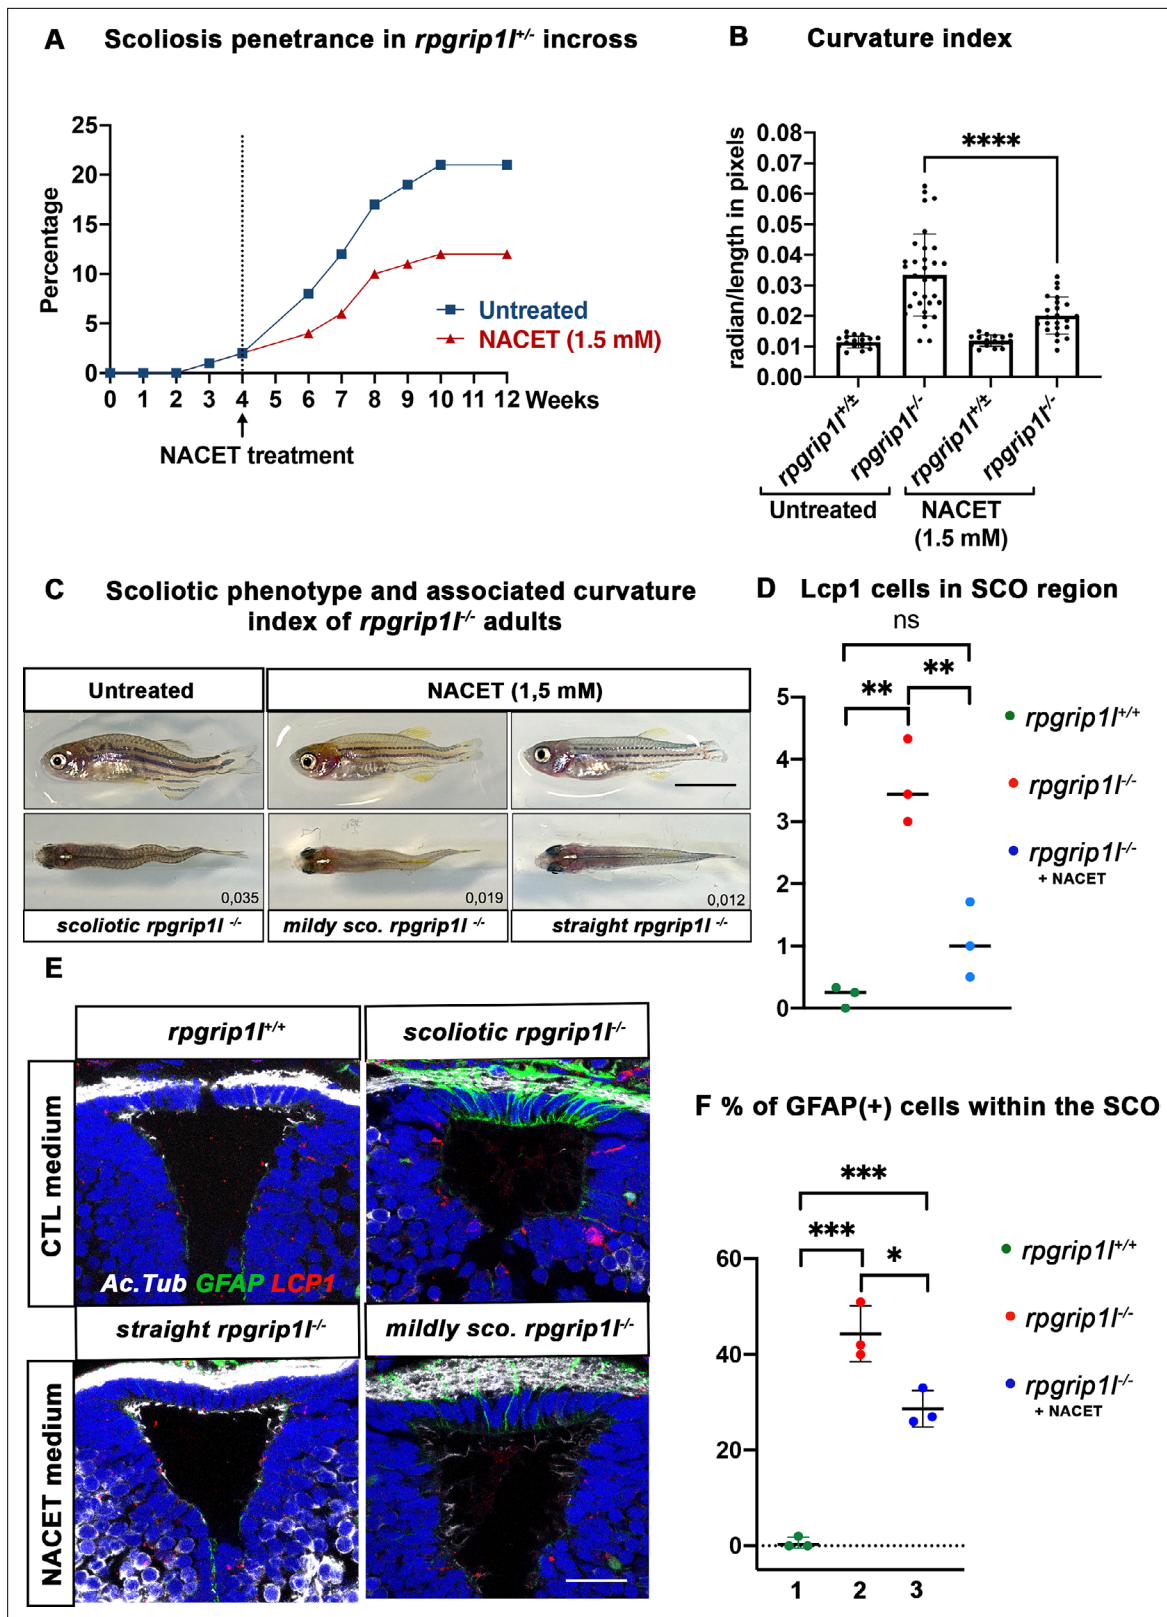 A Scoliosis penetrance in rpgrip1l+/- incross
25
20
15
10
5
0
Percentage
0 1 2 3 4 5 6 7 8 9 10 11 12 Weeks
Untreated
NACET (1.5 mM)
NACET treatment
B Curvature index
radian/length in pixels
0.08
0.07
0.06
0.05
0.04
0.03
0.02
0.01
0.00
****
rpgrip1l+/± rpgrip1l-/- rpgrip1l+/± rpgrip1l-/-
Untreated NACET
(1.5 mM)
C Scoliotic phenotype and associated curvature
index of rpgrip1l-/- adults
Untreated NACET (1,5 mM)
0,035 0,019 0,012
scoliotic rpgrip1l -/- mildy sco. rpgrip1l -/- straight rpgrip1l -/-
D Lcp1 cells in SCO region
ns
** **
5
4
3
2
1
0
rpgrip1l+/+
rpgrip1l-/-
rpgrip1l-/-
+ NACET
E
rpgrip1l+/+ scoliotic rpgrip1l-/-
CTL medium
Ac.Tub GFAP LCP1
straight rpgrip1l-/- mildly sco. rpgrip1l-/-
NACET medium
F % of GFAP(+) cells within the SCO
***
*** *
60
40
20
0
1 2 3
rpgrip1l+/+
rpgrip1l-/-
rpgrip1l-/-
+ NACET